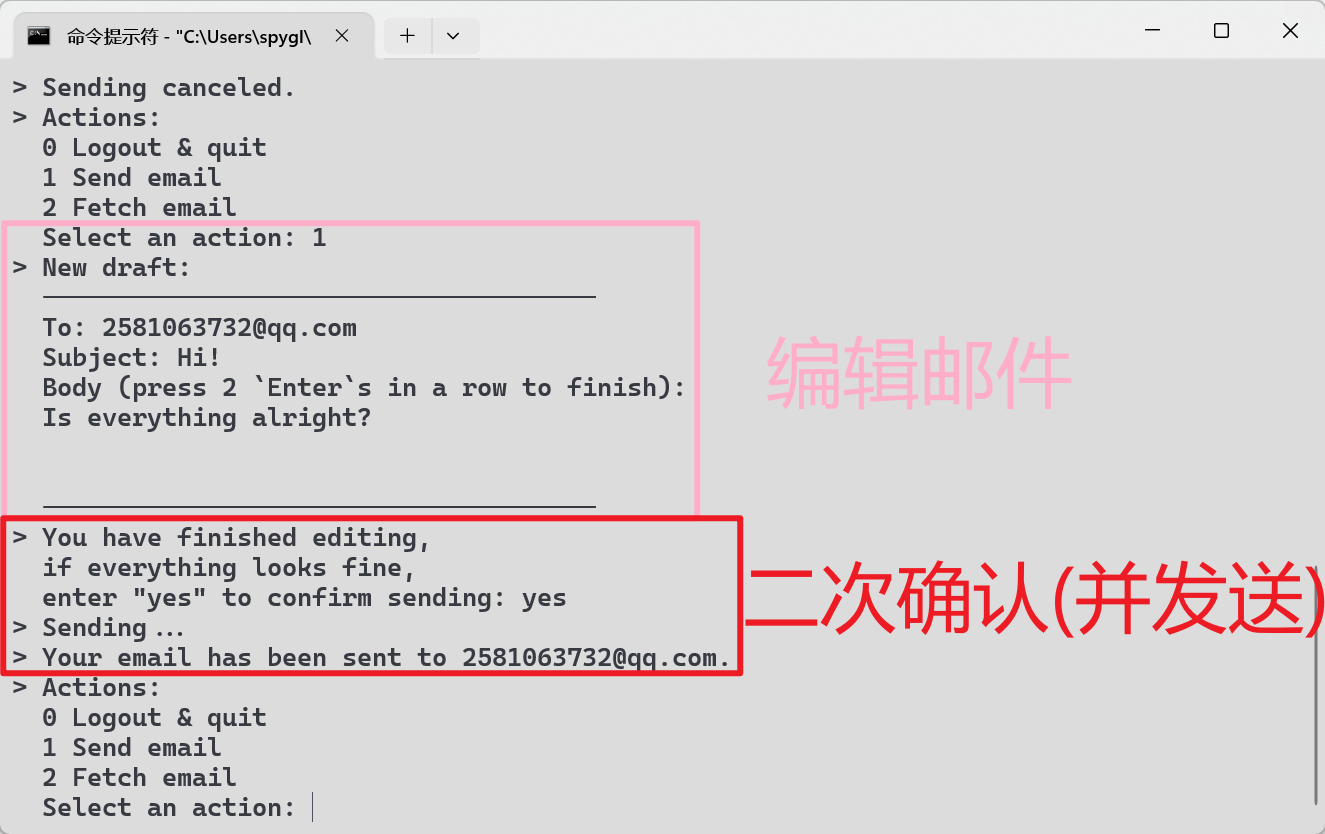 命令提示符 - "C:\Users\spygl\
> Sending canceled.
> Actions:
0 Logout & quit
1 Send email
2 Fetch email
Select an action: 1
> New draft:
To: 2581063732@qq.com
Subject: Hi!
Body (press 2 `Enter`s in a row to finish):
Is everything alright?
编辑邮件
> You have finished editing,
if everything looks fine,
enter "yes" to confirm sending: yes
> Sending...
> Your email has been sent to 2581063732@qq.com.
二次确认(并发送)
> Actions:
0 Logout & quit
1 Send email
2 Fetch email
Select an action: